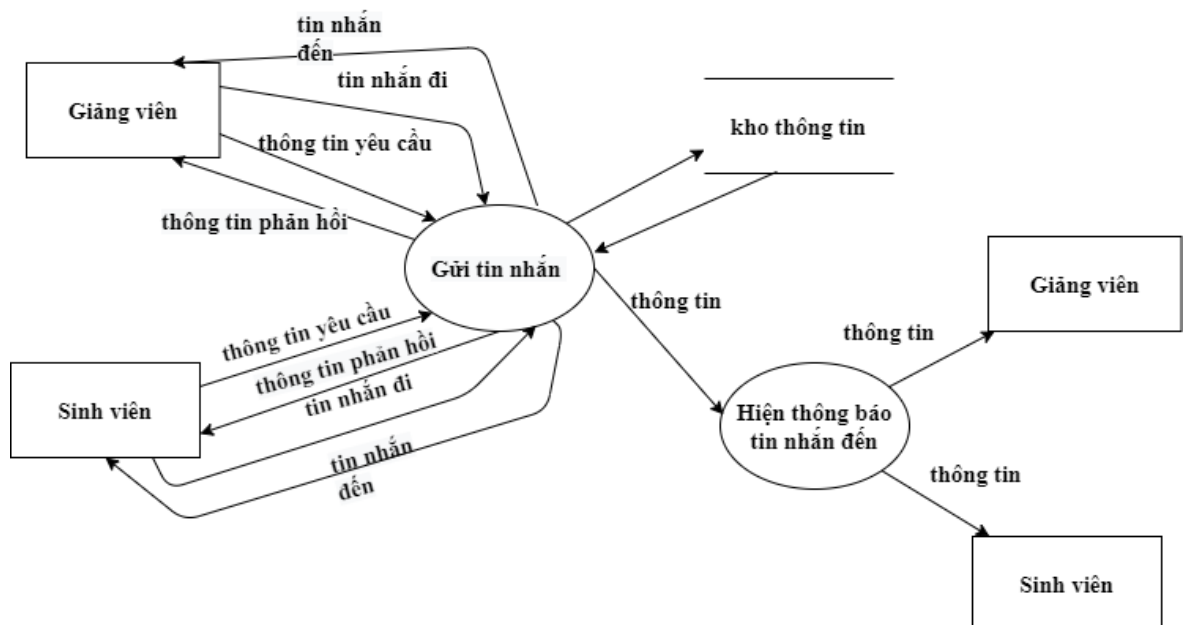 tin nhắn
đến
tin nhắn đi
Giảng viên
kho thông tin
thông tin yêu cầu
thông tin phản hồi
Gửi tin nhắn
Giảng viên
thông tin
thông tin yêu cầu
thông tin
thông tin phản hồi
tin nhắn đi
Sinh viên
Hiện thông báo
tin nhắn đến
tin nhắn
đến
thông tin
Sinh viên